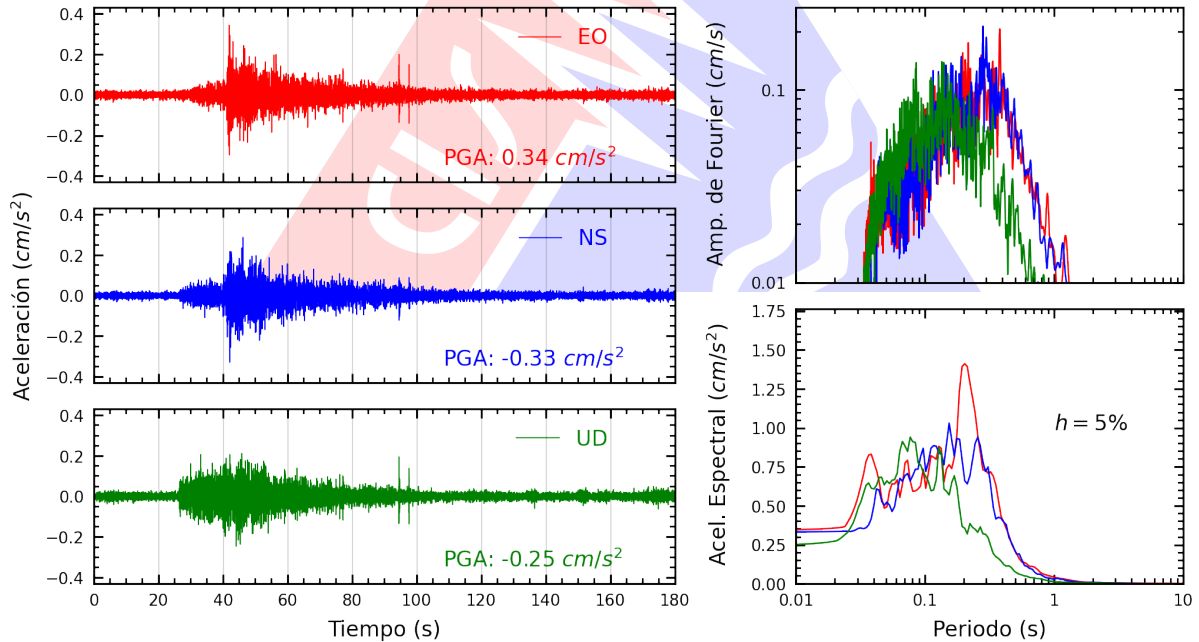 Aceleración (cm/s²)
0.4
0.2
0.0
−0.2
−0.4
EO
PGA: 0.34 cm/s²
0.4
0.2
0.0
−0.2
−0.4
NS
PGA: -0.33 cm/s²
0.4
0.2
0.0
−0.2
−0.4
UD
PGA: -0.25 cm/s²
0 20 40 60 80 100 120 140 160 180
Tiempo (s)
Amp. de Fourier (cm/s)
0.1
0.01
Acel. Espectral (cm/s²)
1.75
1.50
1.25
1.00
0.75
0.50
0.25
0.00
h = 5%
0.01 0.1 1 10
Periodo (s)